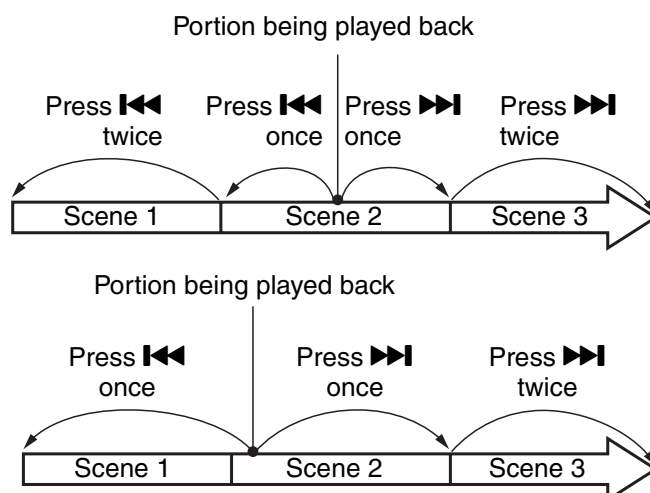 Portion being played back
Press ⏮ Press ⏮ Press ⏭ Press ⏭
twice once once twice
Scene 1 Scene 2 Scene 3
Portion being played back
Press ⏮ Press ⏭ Press ⏭
once once twice
Scene 1 Scene 2 Scene 3